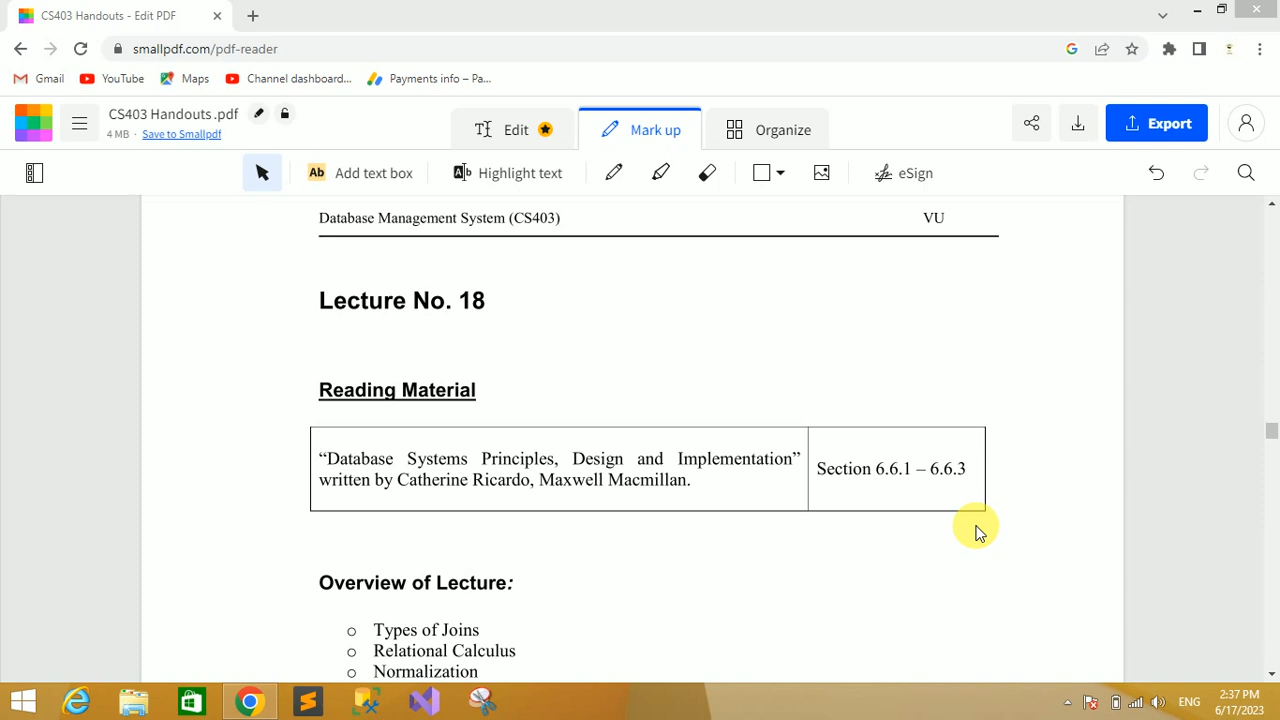 CS403 Handouts - Edit PDF
smallpdf.com/pdf-reader
Gmail YouTube Maps Channel dashboard... Payments info – Pa...
CS403 Handouts .pdf
4 MB · Save to Smallpdf
Edit Mark up Organize Export
Ab Add text box Highlight text eSign
Database Management System (CS403) VU
Lecture No. 18
Reading Material
“Database Systems Principles, Design and Implementation”
written by Catherine Ricardo, Maxwell Macmillan.
Section 6.6.1 – 6.6.3
Overview of Lecture:
o Types of Joins
o Relational Calculus
o Normalization
ENG
2:37 PM
6/17/2023